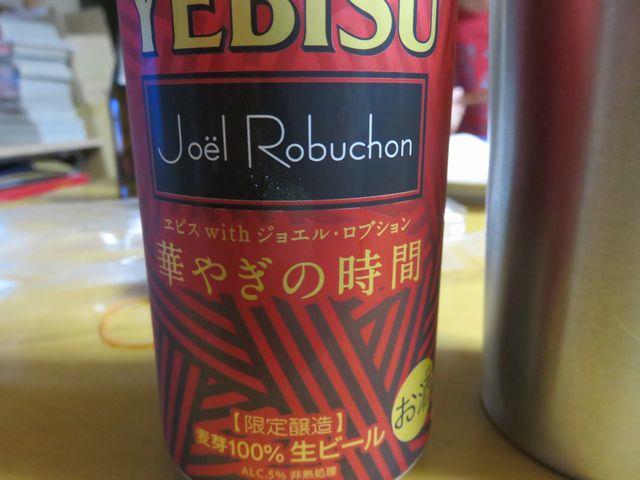 YEBISU
Joël Robuchon
ヱビス with ジョエル・ロブション
華やぎの時間
お酒
【限定醸造】
麦芽100% 生ビール
ALC.5% 非熱処理